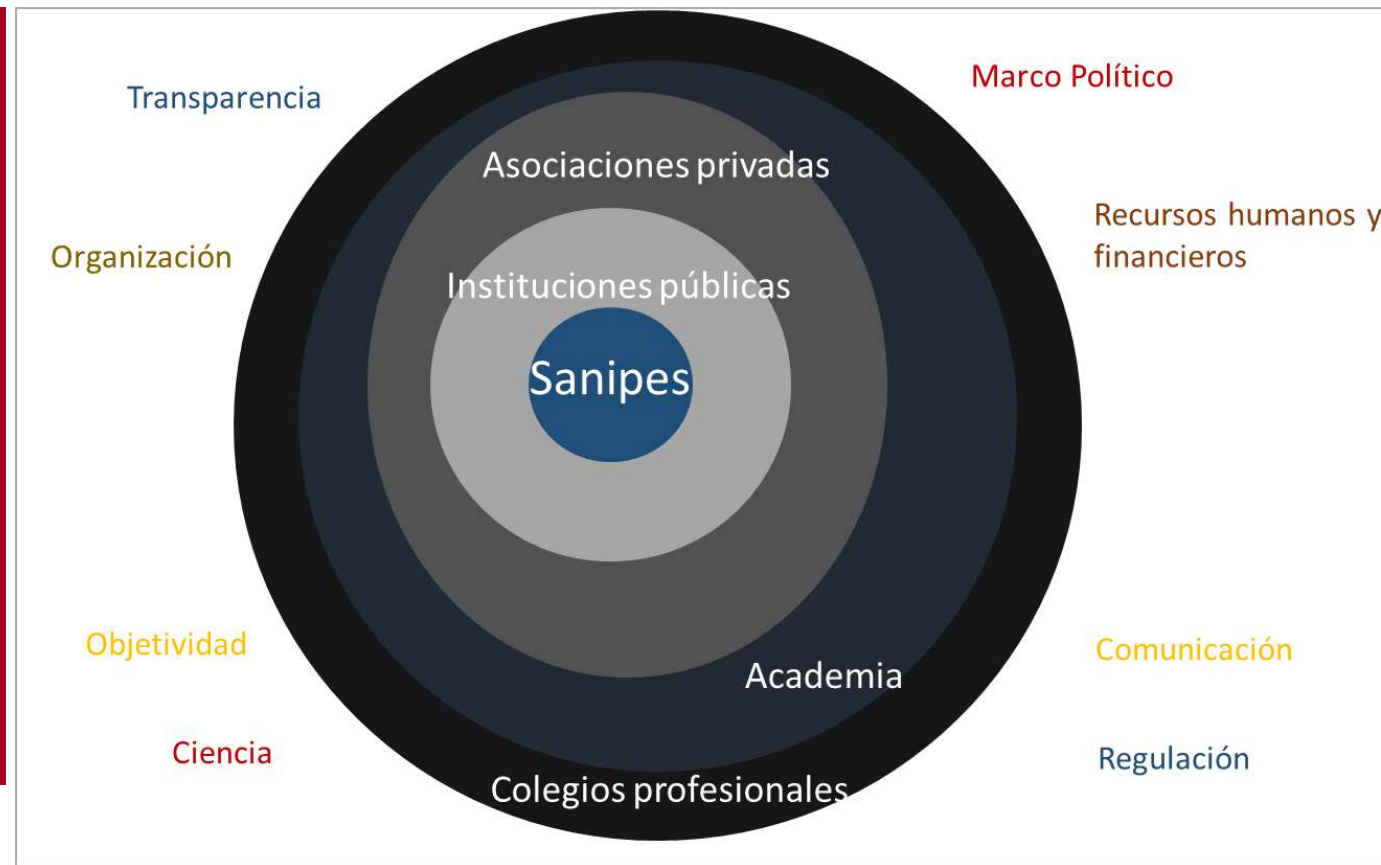 Transparencia
Marco Político
Asociaciones privadas
Recursos humanos y
financieros
Organización
Instituciones públicas
Sanipes
Objetividad
Comunicación
Academia
Ciencia
Regulación
Colegios profesionales